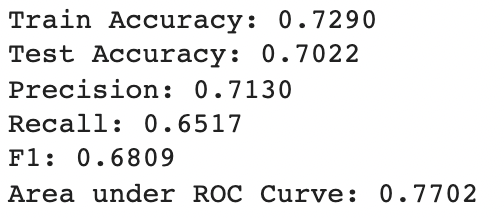 Train Accuracy: 0.7290
Test Accuracy: 0.7022
Precision: 0.7130
Recall: 0.6517
F1: 0.6809
Area under ROC Curve: 0.7702